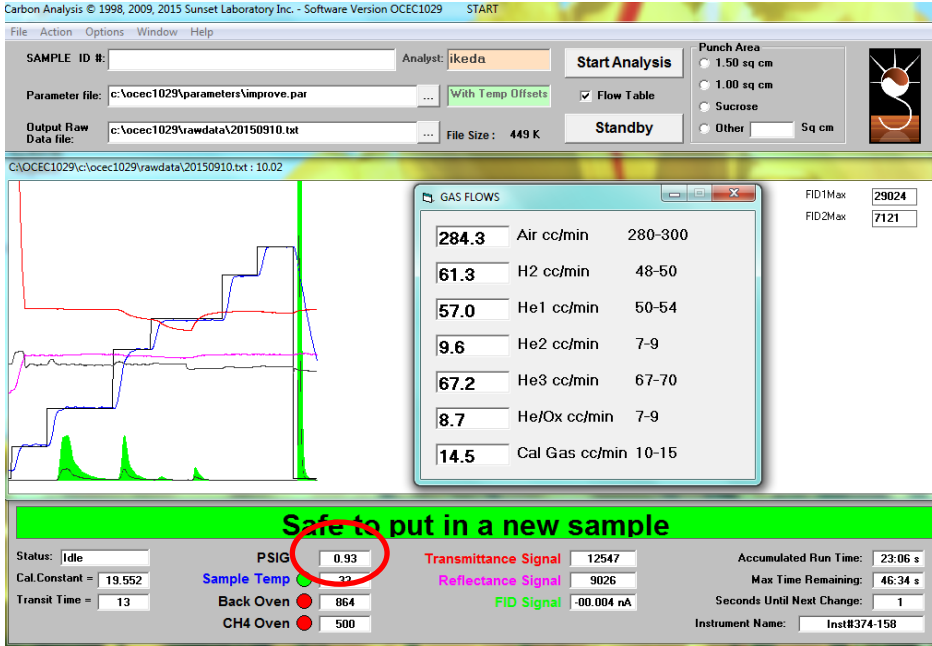 Carbon Analysis © 1998, 2009, 2015 Sunset Laboratory Inc. - Software Version OCEC1029 START
File Action Options Window Help
SAMPLE ID #: Analyst: ikeda Start Analysis
Parameter file: c:\ocec1029\parameters\improve.par ... With Temp Offsets Flow Table
Output Raw Data file: c:\ocec1029\rawdata\20150910.txt ... File Size : 449 K Standby
Punch Area
1.50 sq cm
1.00 sq cm
Sucrose
Other Sq cm
C:\OCEC1029\c\ocec1029\rawdata\20150910.txt : 10.02
GAS FLOWS
284.3 Air cc/min 280-300
61.3 H2 cc/min 48-50
57.0 He1 cc/min 50-54
9.6 He2 cc/min 7-9
67.2 He3 cc/min 67-70
8.7 He/Ox cc/min 7-9
14.5 Cal Gas cc/min 10-15
FID1Max 29024
FID2Max 7121
Safe to put in a new sample
Status: Idle
Cal.Constant = 19.552
Transit Time = 13
PSIG 0.93
Sample Temp
Back Oven 864
CH4 Oven 500
Transmittance Signal 12547
Reflectance Signal 9026
FID Signal -00.004 nA
Accumulated Run Time: 23:06 s
Max Time Remaining: 46:34 s
Seconds Until Next Change: 1
Instrument Name: Inst#374-158